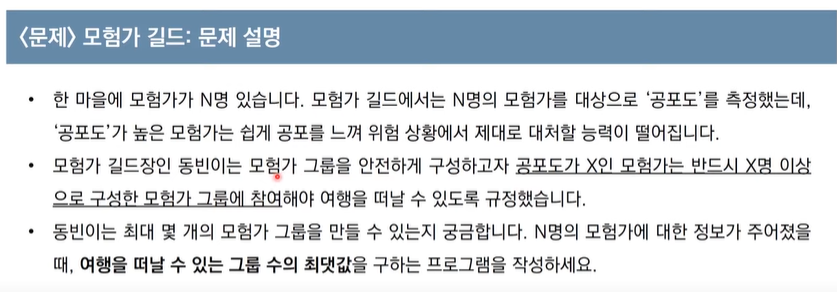 <문제> 모험가 길드: 문제 설명
• 한 마을에 모험가가 N명 있습니다. 모험가 길드에서는 N명의 모험가를 대상으로 ‘공포도’를 측정했는데,
‘공포도’가 높은 모험가는 쉽게 공포를 느껴 위험 상황에서 제대로 대처할 능력이 떨어집니다.
• 모험가 길드장인 동빈이는 모험가 그룹을 안전하게 구성하고자 공포도가 X인 모험가는 반드시 X명 이상
으로 구성한 모험가 그룹에 참여해야 여행을 떠날 수 있도록 규정했습니다.
• 동빈이는 최대 몇 개의 모험가 그룹을 만들 수 있는지 궁금합니다. N명의 모험가에 대한 정보가 주어졌을
때, 여행을 떠날 수 있는 그룹 수의 최댓값을 구하는 프로그램을 작성하세요.